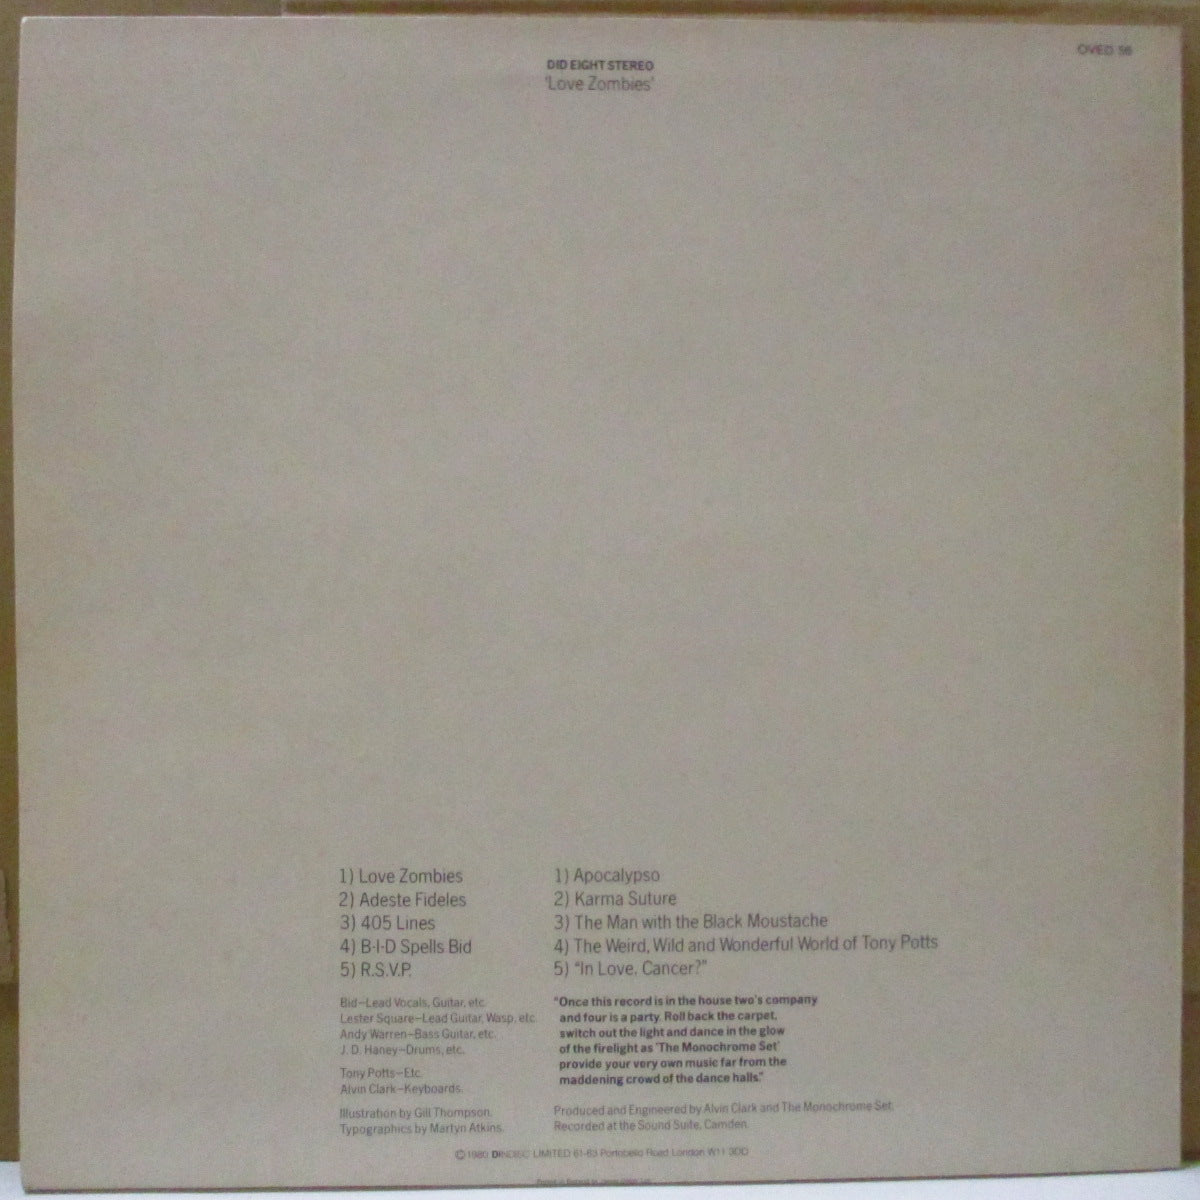 OVED 56
DID EIGHT STEREO
'Love Zombies'
1) Love Zombies
2) Adeste Fideles
3) 405 Lines
4) B-I-D Spells Bid
5) R.S.V.P.
1) Apocalypso
2) Karma Suture
3) The Man with the Black Moustache
4) The Weird, Wild and Wonderful World of Tony Potts
5) “In Love, Cancer?”
Bid–Lead Vocals, Guitar, etc.
Lester Square–Lead Guitar, Wasp, etc.
Andy Warren–Bass Guitar, etc.
J. D. Haney–Drums, etc.
Tony Potts–Etc.
Alvin Clark–Keyboards.
Illustration by Gill Thompson.
Typographics by Martyn Atkins.
“Once this record is in the house two's company
and four is a party. Roll back the carpet,
switch out the light and dance in the glow
of the firelight as 'The Monochrome Set'
provide your very own music far from the
maddening crowd of the dance halls.”
Produced and Engineered by Alvin Clark and The Monochrome Set.
Recorded at the Sound Suite, Camden.
© 1980 DINDISC LIMITED 61-63 Portobello Road London W11 3DD